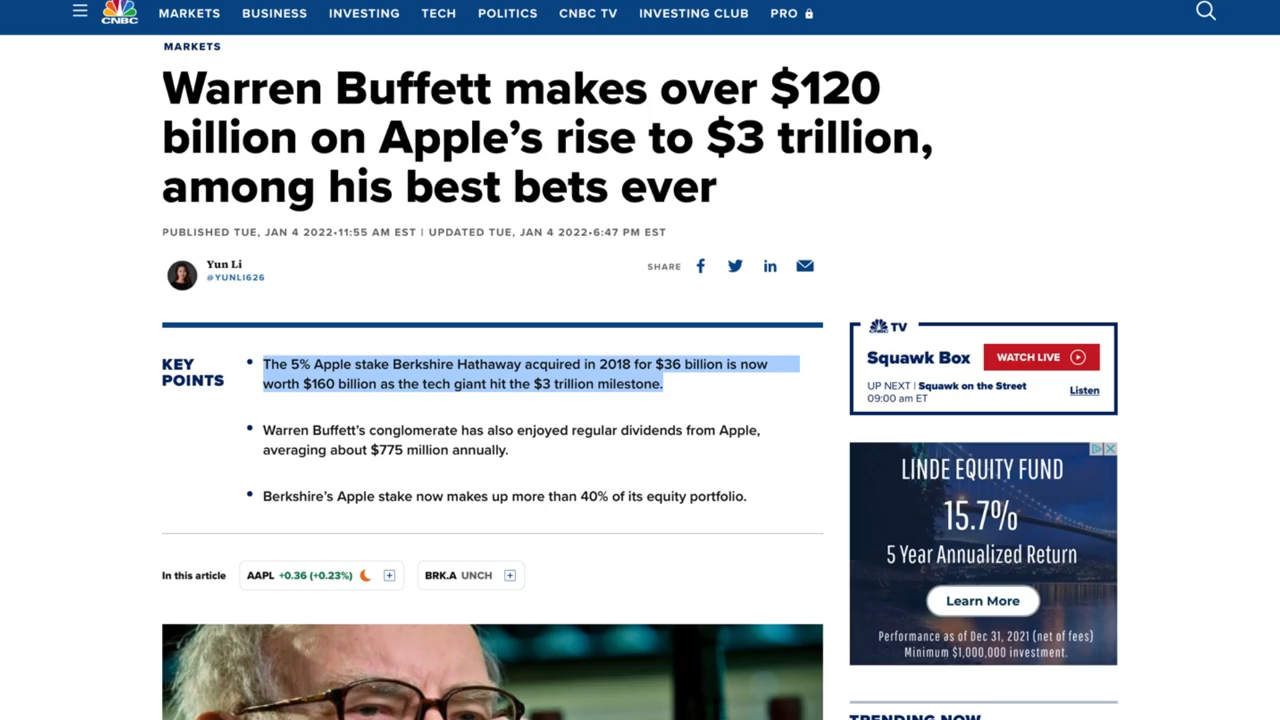 CNBC
MARKETS BUSINESS INVESTING TECH POLITICS CNBC TV INVESTING CLUB PRO
MARKETS
Warren Buffett makes over $120
billion on Apple’s rise to $3 trillion,
among his best bets ever
PUBLISHED TUE, JAN 4 2022•11:55 AM EST | UPDATED TUE, JAN 4 2022•6:47 PM EST
Yun Li
@YUNLI626
SHARE
KEY
POINTS
• The 5% Apple stake Berkshire Hathaway acquired in 2018 for $36 billion is now
worth $160 billion as the tech giant hit the $3 trillion milestone.
• Warren Buffett’s conglomerate has also enjoyed regular dividends from Apple,
averaging about $775 million annually.
• Berkshire’s Apple stake now makes up more than 40% of its equity portfolio.
In this article
AAPL +0.36 (+0.23%)
BRK.A UNCH
CNBC TV
Squawk Box
WATCH LIVE
UP NEXT | Squawk on the Street
09:00 am ET
Listen
LINDE EQUITY FUND
15.7%
5 Year Annualized Return
Learn More
Performance as of Dec 31, 2021 (net of fees)
Minimum $1,000,000 investment.
TRENDING NOW